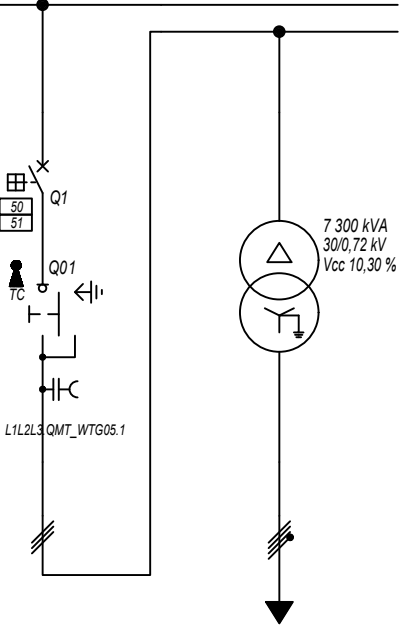 Q1
50
51
Q01
TC
L1L2L3
QMT_WTG05.1
7 300 kVA
30/0,72 kV
Vcc 10,30 %